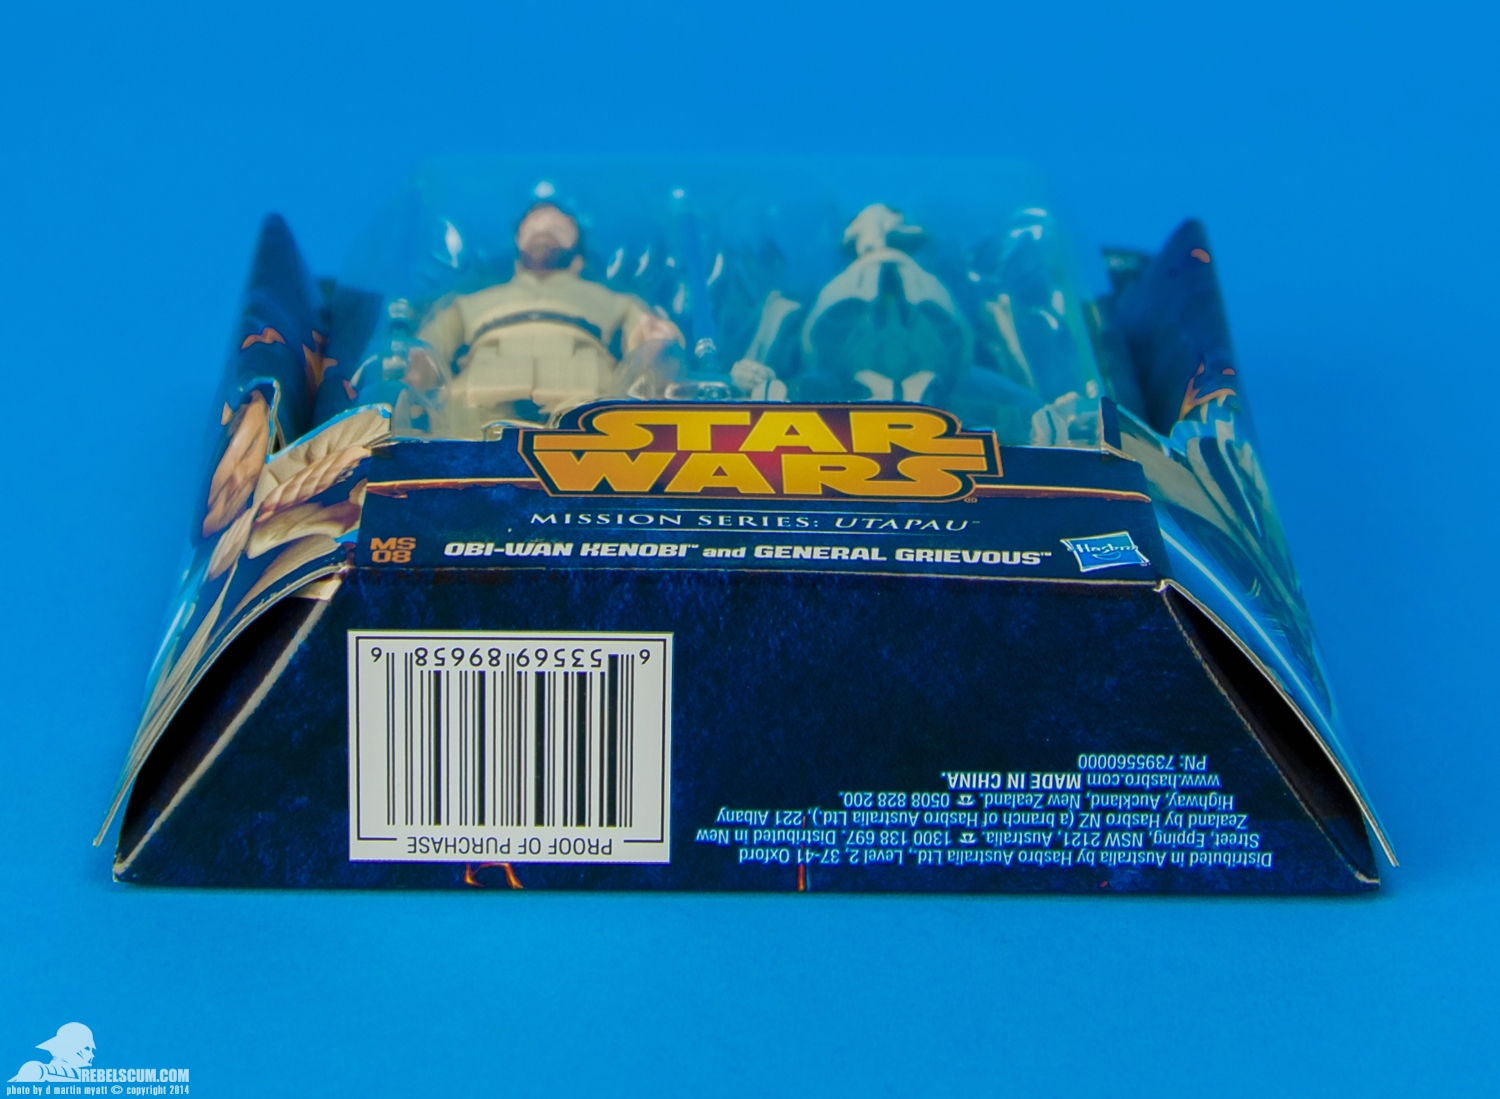 STAR
WARS
®
MISSION SERIES: UTAPAU™
MS
08
OBI-WAN KENOBI™ and GENERAL GRIEVOUS™
Hasbro
PROOF OF PURCHASE
6 53569 89658 6
Distributed in Australia by Hasbro Australia Ltd., Level 2, 37-41 Oxford
Street, Epping, NSW 2121, Australia. ☎ 1300 138 697. Distributed in New
Zealand by Hasbro NZ (a branch of Hasbro Australia Ltd.), 221 Albany
Highway, Auckland, New Zealand. ☎ 0508 828 200.
www.hasbro.com MADE IN CHINA.
PN: 7395560000
REBELSCUM.COM
photo by d martin myatt © copyright 2014